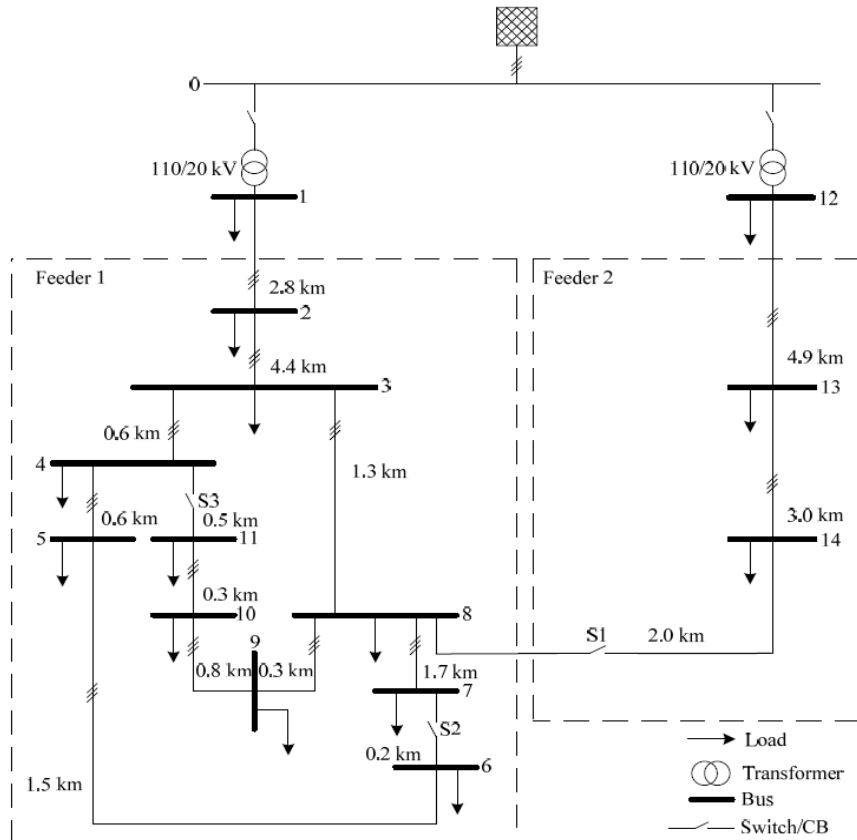 0
110/20 kV
110/20 kV
1
12
Feeder 1
Feeder 2
2.8 km
2
4.4 km
4.9 km
3
13
0.6 km
1.3 km
4
S3
0.6 km
0.5 km
3.0 km
5
11
14
0.3 km
10
8
9
S1
2.0 km
0.8 km
0.3 km
1.7 km
7
S2
0.2 km
6
1.5 km
Load
Transformer
Bus
Switch/CB